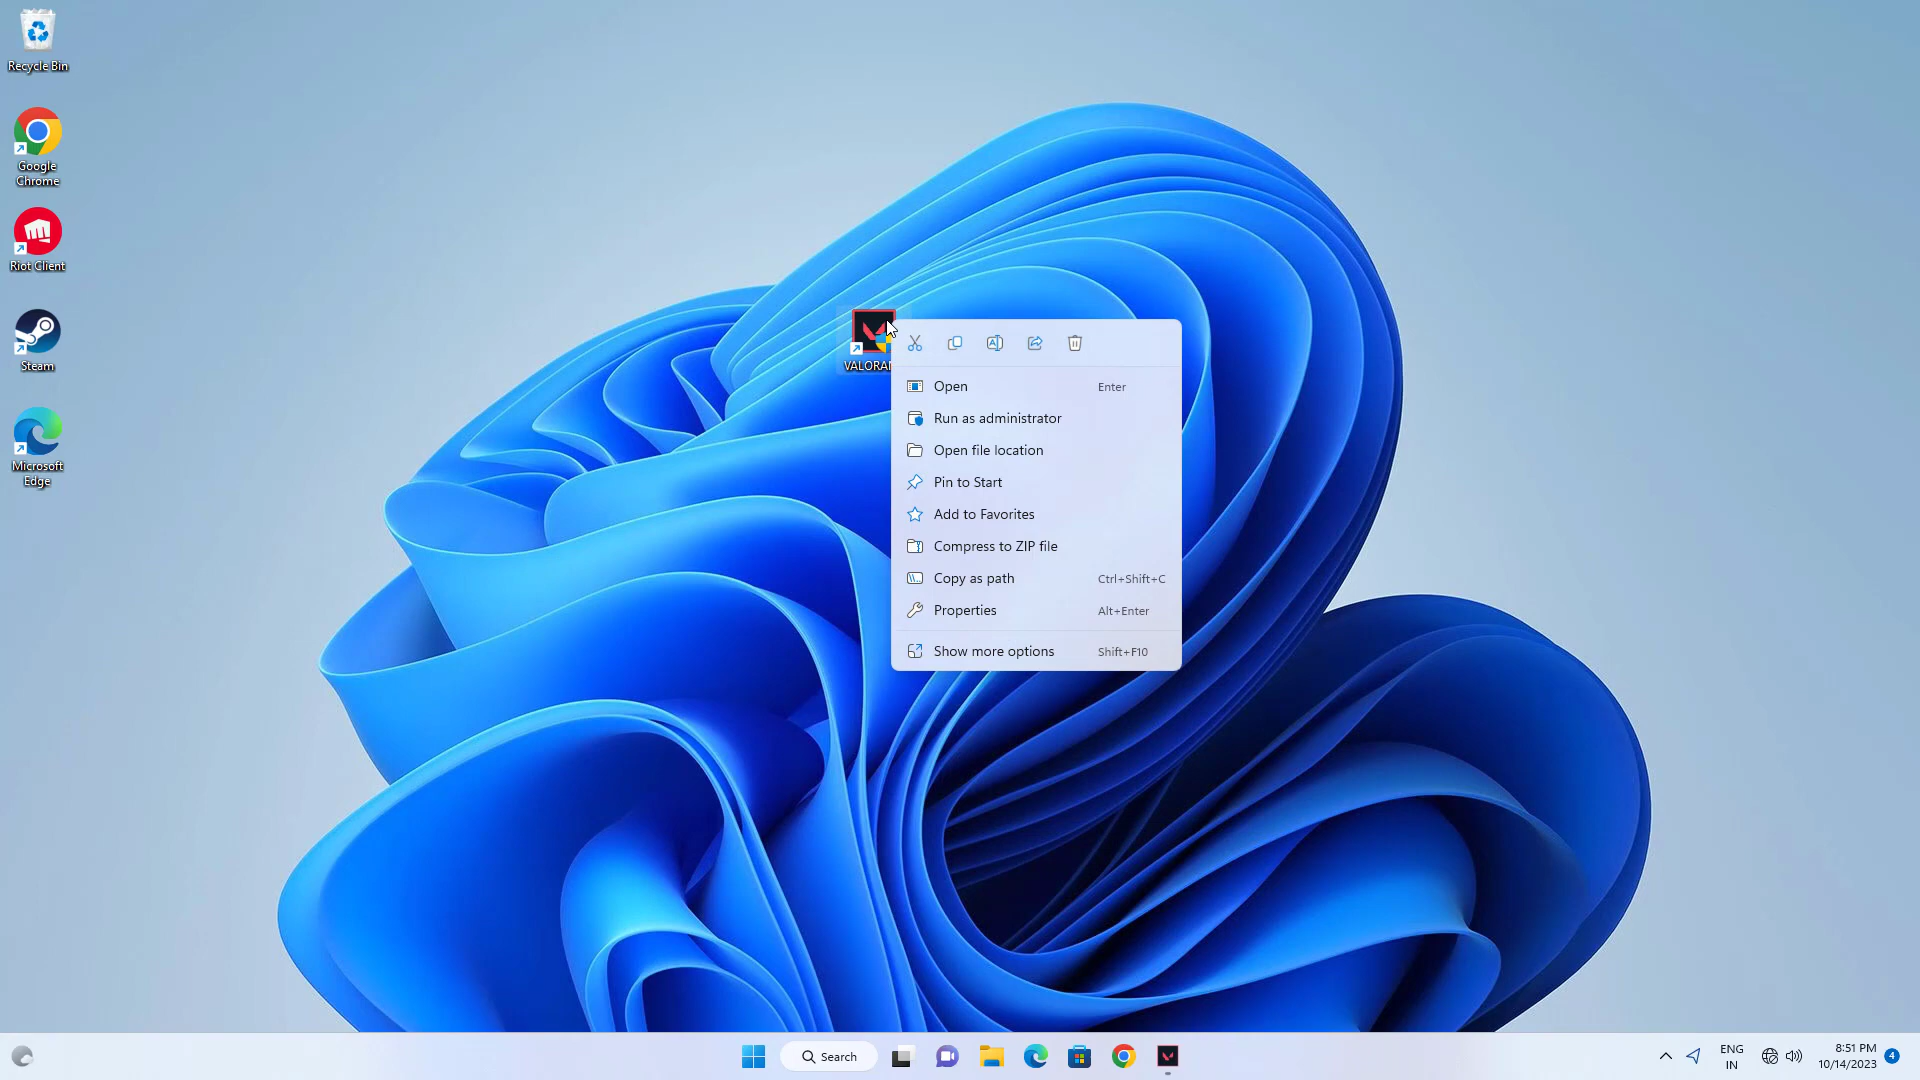 Recycle Bin
Google
Chrome
Riot Client
Steam
Microsoft
Edge
VALORAN
Open Enter
Run as administrator
Open file location
Pin to Start
Add to Favorites
Compress to ZIP file
Copy as path Ctrl+Shift+C
Properties Alt+Enter
Show more options Shift+F10
Search
ENG
IN
8:51 PM
10/14/2023
4